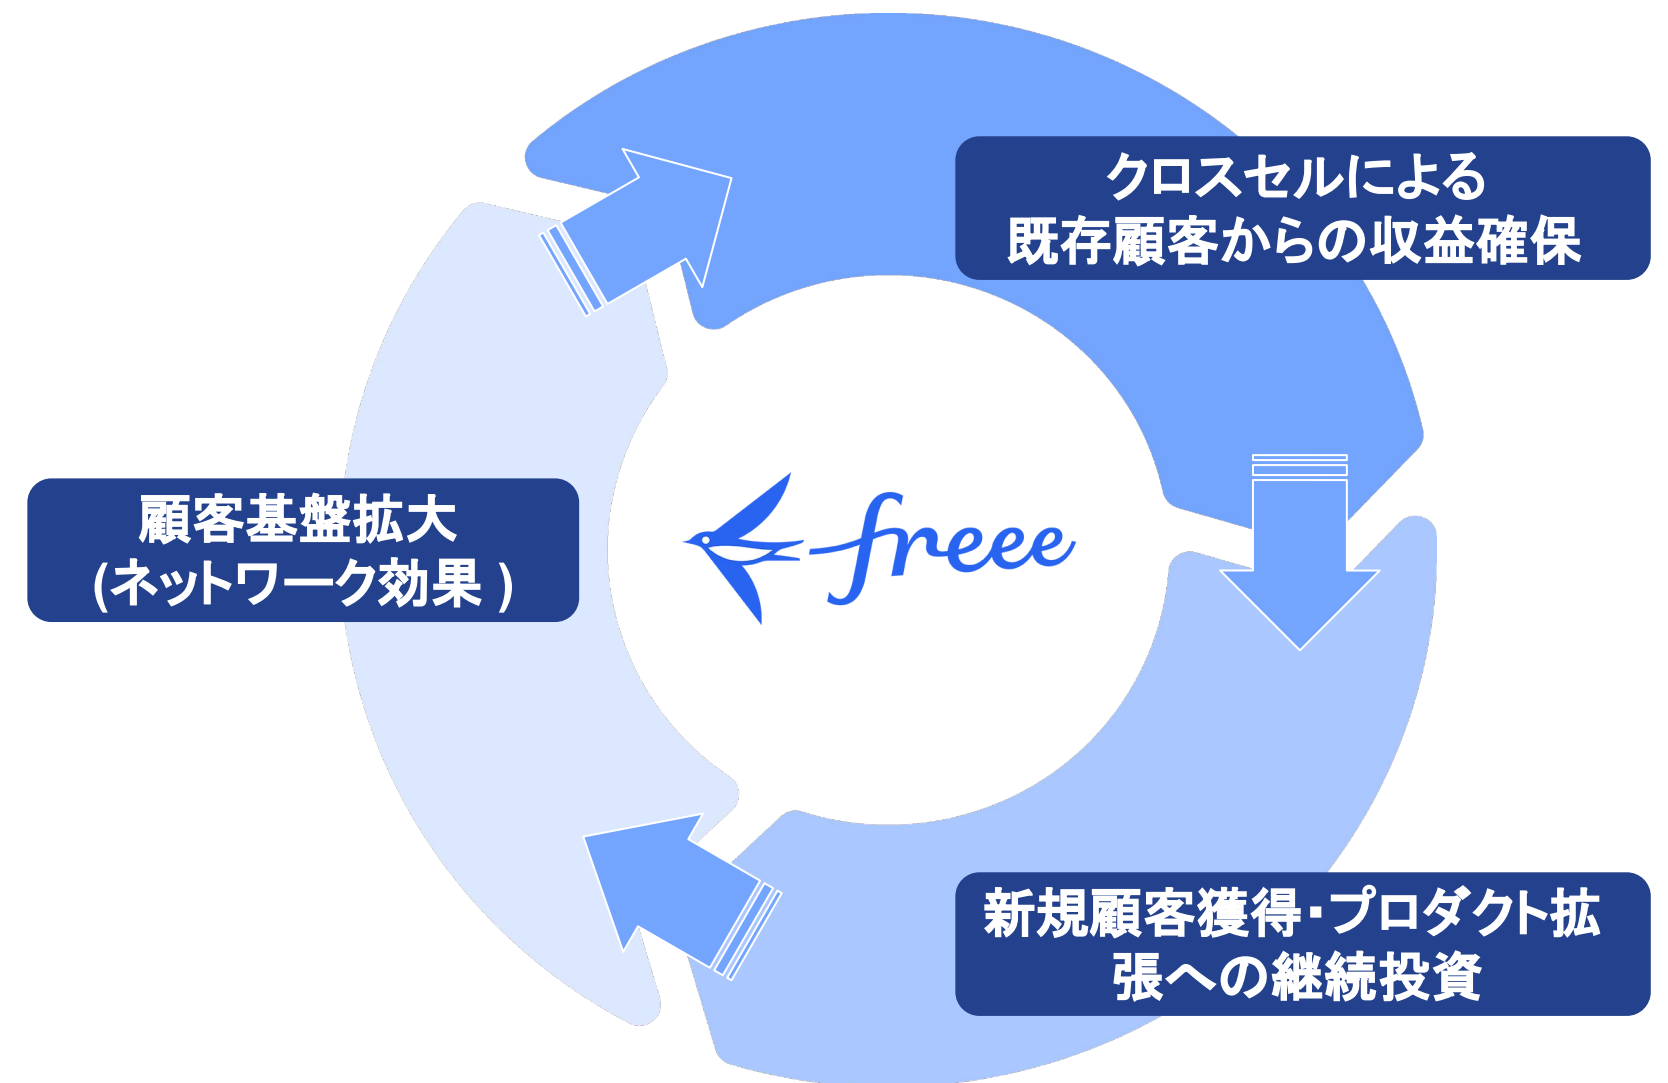 クロスセルによる
既存顧客からの収益確保
顧客基盤拡大
(ネットワーク効果 )
freee
新規顧客獲得・プロダクト拡
張への継続投資